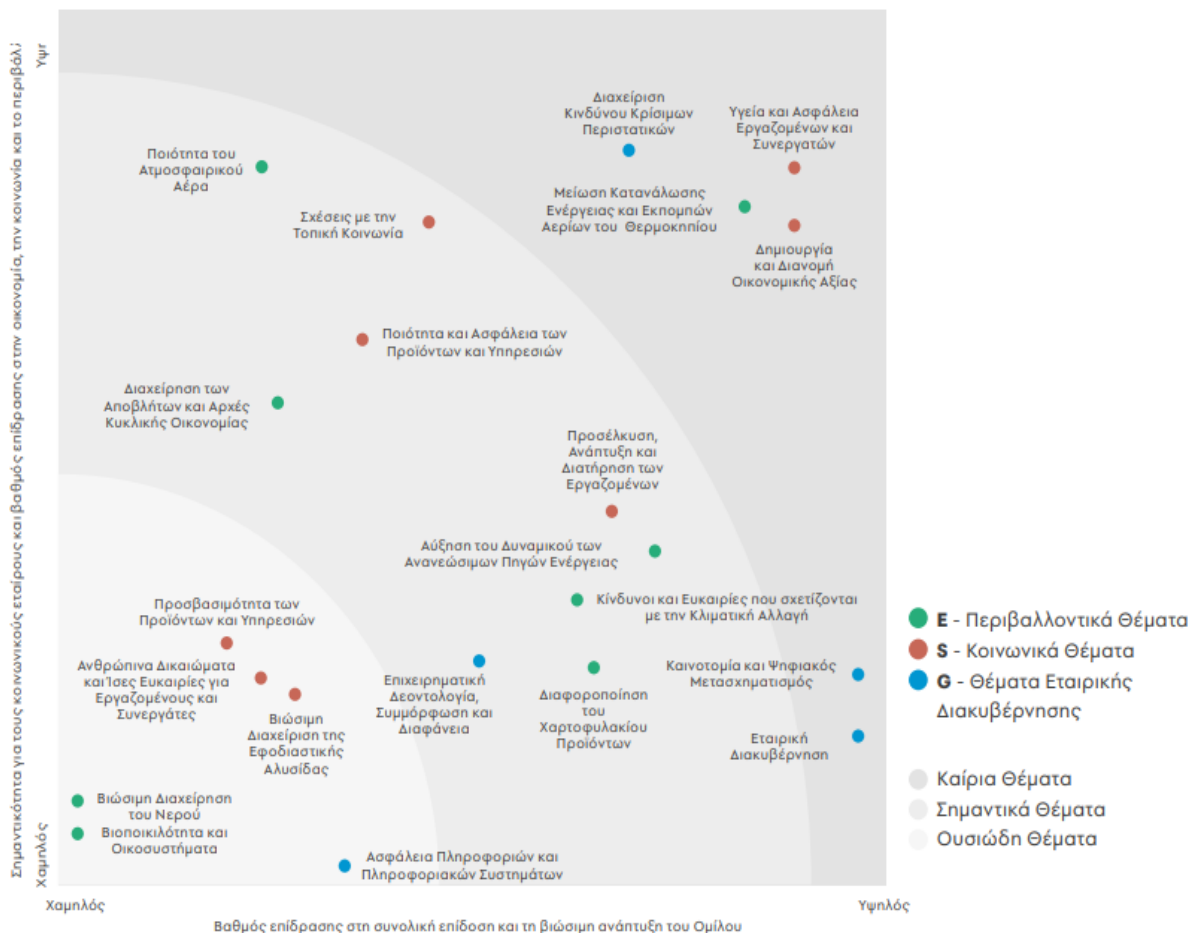 Σημαντικότητα για τους κοινωνικούς εταίρους και βαθμός επίδρασης στην οικονομία, την κοινωνία και το
Χαμηλός
Διαχείριση
Κινδύνου Κρίσιμων
Περιστατικών
Υγεία και Ασφάλεια
Εργαζομένων και
Συνεργατών
Ποιότητα του
Ατμοσφαιρικού
Αέρα
Μείωση Κατανάλωσης
Ενέργειας και Εκπομπών
Αερίων του Θερμοκηπίου
Σχέσεις με την
Τοπική Κοινωνία
Δημιουργία
και Διανομή
Οικονομικής Αξίας
Ποιότητα και Ασφάλεια των
Προϊόντων και Υπηρεσιών
Διαχείρηση των
Αποβλήτων και Αρχές
Κυκλικής Οικονομίας
Προσέλκυση,
Ανάπτυξη και
Διατήρηση των
Εργαζομένων
Αύξηση του Δυναμικού των
Ανανεώσιμων Πηγών Ενέργειας
Κίνδυνοι και Ευκαιρίες που σχετίζονται
με την Κλιματική Αλλαγή
Προσβασιμότητα των
Προϊόντων και Υπηρεσιών
Ανθρώπινα Δικαιώματα
και Ίσες Ευκαιρίες για
Εργαζομένους και
Συνεργάτες
Βιώσιμη
Διαχείριση της
Εφοδιαστικής
Αλυσίδας
Επιχειρηματική
Δεοντολογία,
Συμμόρφωση και
Διαφάνεια
Διαφοροποίηση
του
Χαρτοφυλακίου
Προϊόντων
Καινοτομία και Ψηφιακός
Μετασχηματισμός
Εταιρική
Διακυβέρνηση
Βιώσιμη Διαχείρηση
του Νερού
Βιοποικιλότητα και
Οικοσυστήματα
Ασφάλεια Πληροφοριών και
Πληροφοριακών Συστημάτων
Χαμηλός
Υψηλός
Βαθμός επίδρασης στη συνολική επίδοση και τη βιώσιμη ανάπτυξη του Ομίλου
E - Περιβαλλοντικά Θέματα
S - Κοινωνικά Θέματα
G - Θέματα Εταιρικής
Διακυβέρνησης
Καίρια Θέματα
Σημαντικά Θέματα
Ουσιώδη Θέματα